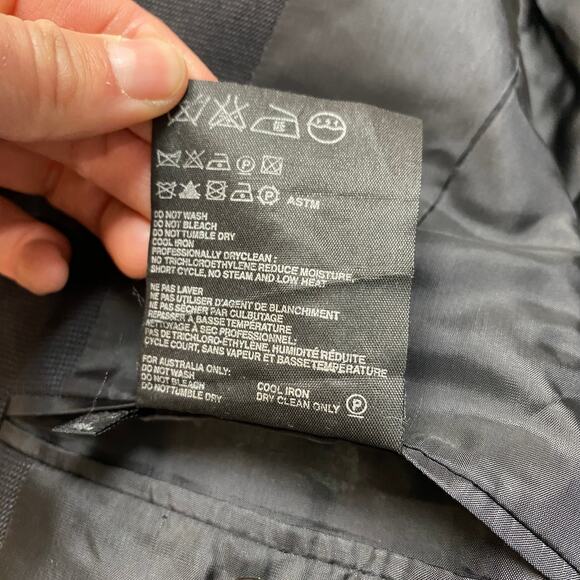 ASTM
DO NOT WASH
DO NOT BLEACH
DO NOT TUMBLE DRY
COOL IRON
PROFESSIONALLY DRYCLEAN :
NO TRICHLOROETHYLENE REDUCE MOISTURE,
SHORT CYCLE, NO STEAM AND LOW HEAT
NE PAS LAVER
NE PAS UTILISER D'AGENT DE BLANCHIMENT
NE PAS SÉCHER PAR CULBUTAGE
REPASSER À BASSE TEMPÉRATURE
NETTOYAGE À SEC PROFESSIONNEL:
PAS DE TRICHLORO-ÉTHYLÈNE, HUMIDITÉ RÉDUITE
CYCLE COURT, SANS VAPEUR ET BASSE TEMPÉRATURE
FOR AUSTRALIA ONLY:
DO NOT WASH
DO NOT BLEACH COOL IRON
DO NOT TUMBLE DRY DRY CLEAN ONLY P